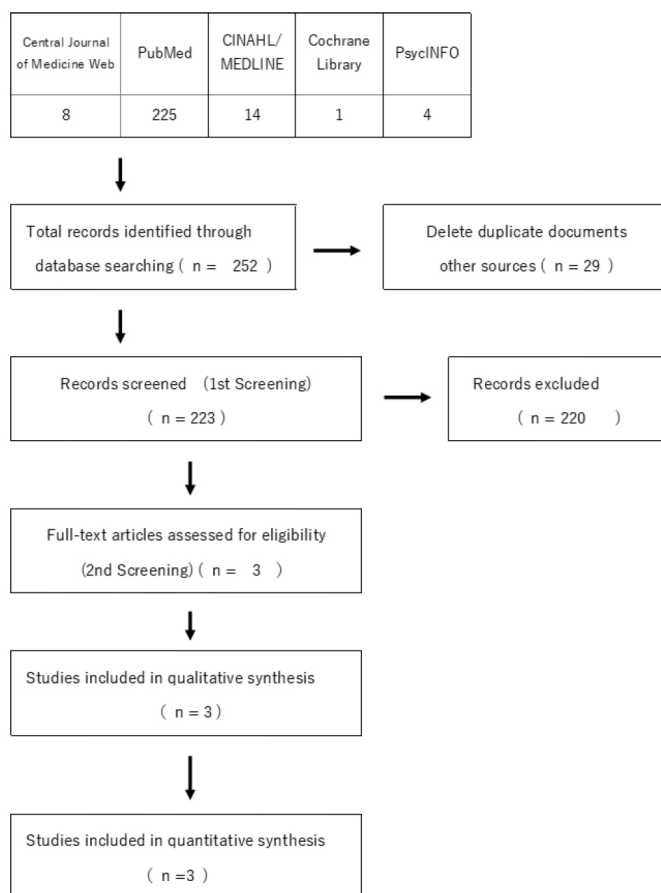 Central Journal
of Medicine Web
PubMed
CINAHL/
MEDLINE
Cochrane
Library
PsycINFO
8
225
14
1
4
Total records identified through
database searching ( n = 252 )
Delete duplicate documents
other sources ( n = 29 )
Records screened (1st Screening)
( n = 223 )
Records excluded
( n = 220 )
Full-text articles assessed for eligibility
(2nd Screening) ( n = 3 )
Studies included in qualitative synthesis
( n = 3 )
Studies included in quantitative synthesis
( n =3 )